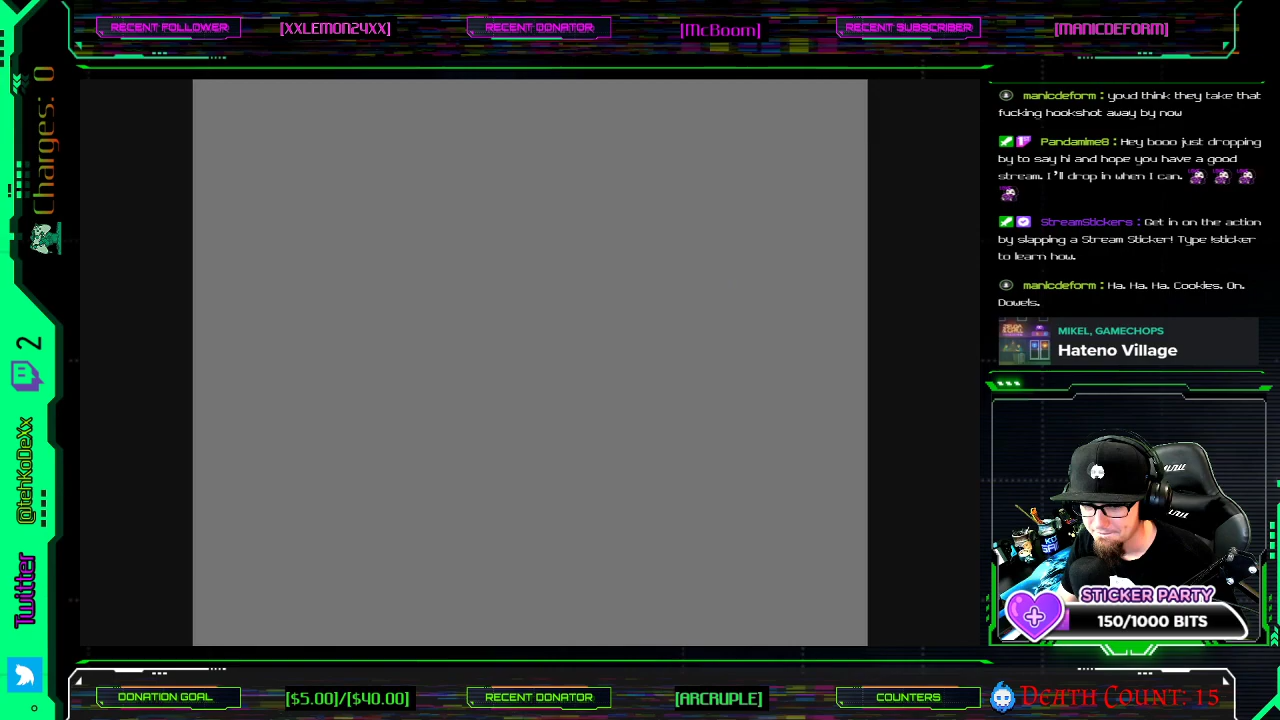 RECENT FOLLOWER
[XXLEMON24XX]
RECENT DONATOR
[McBoom]
RECENT SUBSCRIBER
[MANICDEFORM]
Charges: 0
2
@tehKoDeXx
Twitter
manicdeform : youd think they take that
fucking hookshot away by now
Pandamime8 : Hey booo just dropping
by to say hi and hope you have a good
stream. I'll drop in when I can.
StreamStickers : Get in on the action
by slapping a Stream Sticker! Type !sticker
to learn how.
manicdeform : Ha. Ha. Ha. Cookies. On.
Dowels.
MIKEL, GAMECHOPS
Hateno Village
STICKER PARTY
150/1000 BITS
DONATION GOAL
[$5.00]/[$40.00]
RECENT DONATOR
[ARCRUPLE]
COUNTERS
Death Count: 15